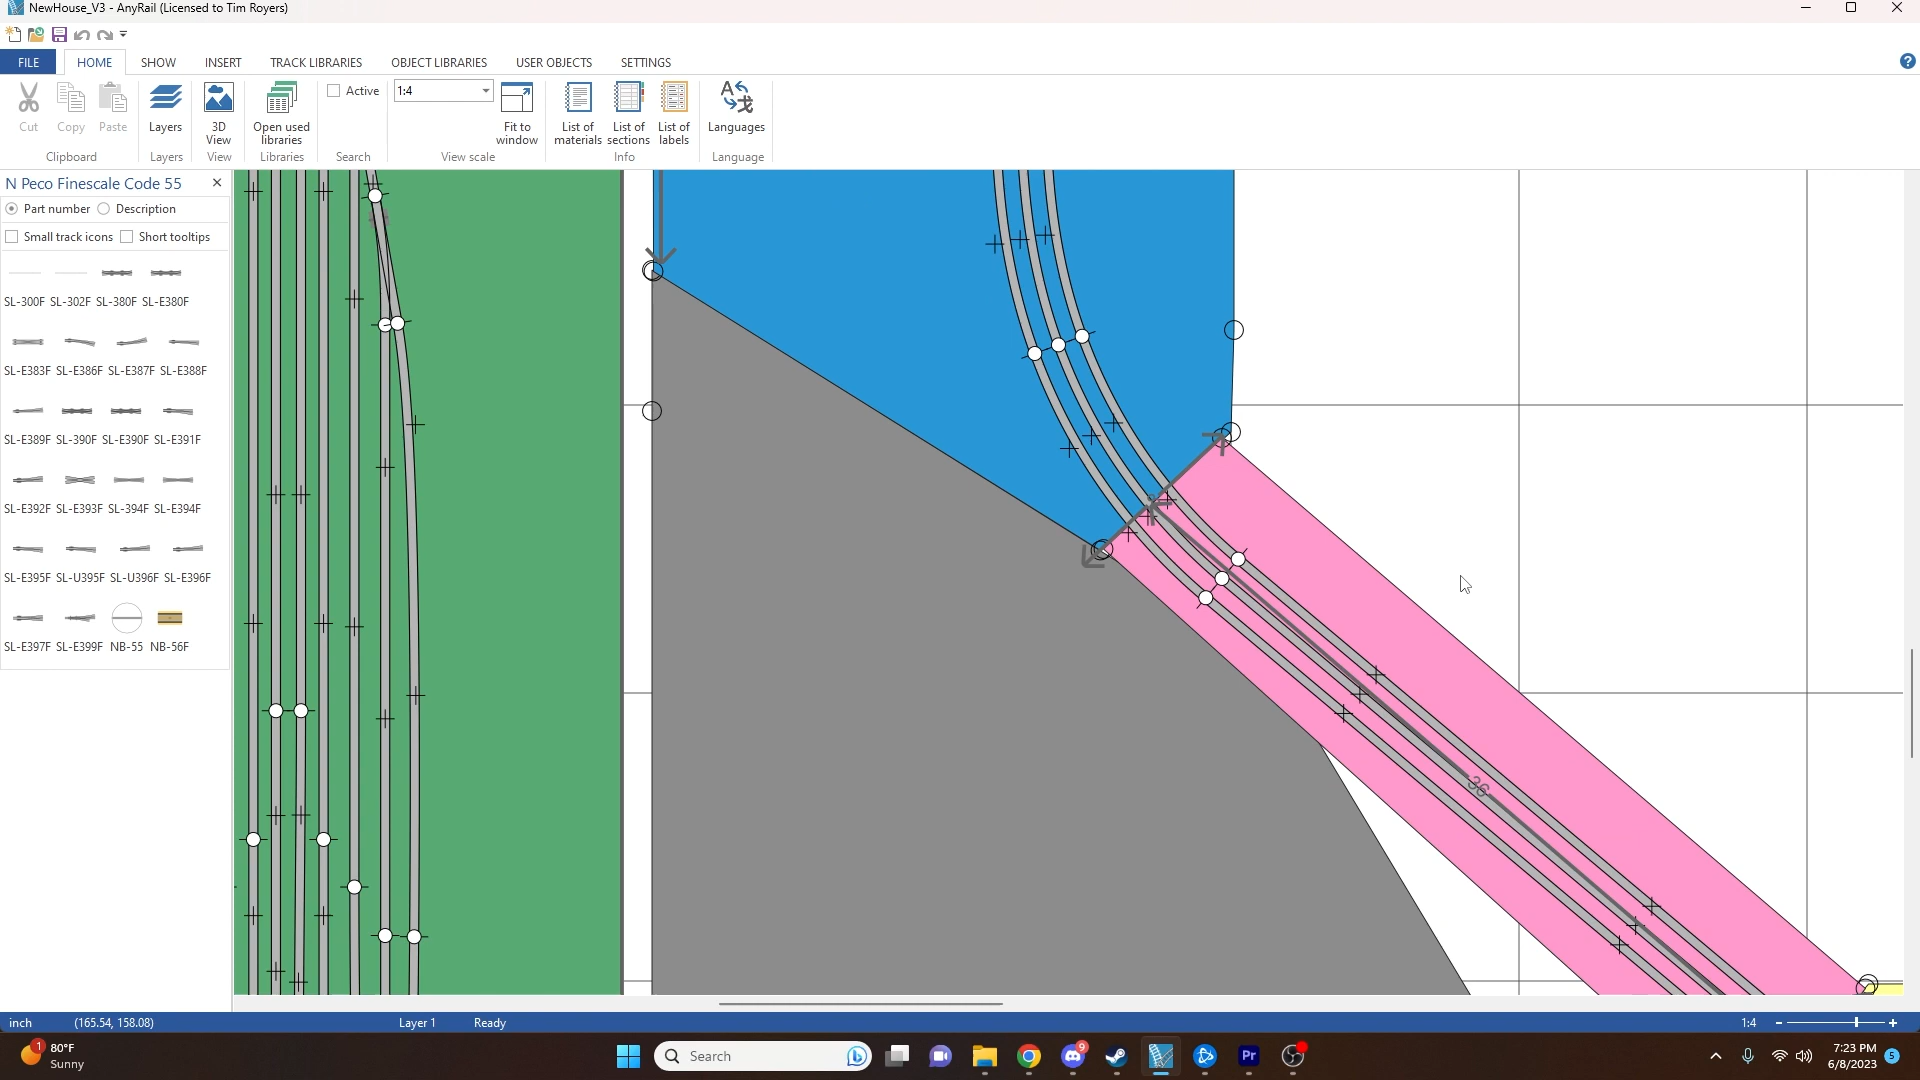 NewHouse_V3 - AnyRail (Licensed to Tim Royers)
FILE HOME SHOW INSERT TRACK LIBRARIES OBJECT LIBRARIES USER OBJECTS SETTINGS
Active 1:4
Cut Copy Paste Layers 3D View Open used libraries Fit to window List of materials List of sections List of labels Languages
Clipboard Layers View Libraries Search View scale Info Language
N Peco Finescale Code 55
Part number Description
Small track icons Short tooltips
SL-300F SL-302F SL-380F SL-E380F
SL-E383F SL-E386F SL-E387F SL-E388F
SL-E389F SL-390F SL-E390F SL-E391F
SL-E392F SL-E393F SL-394F SL-E394F
SL-E395F SL-U395F SL-U396F SL-E396F
SL-E397F SL-E399F NB-55 NB-56F
36
inch (165.54, 158.08) Layer 1 Ready 1:4
1 80°F
Sunny
Search
9
Pr
7:23 PM
6/8/2023
5